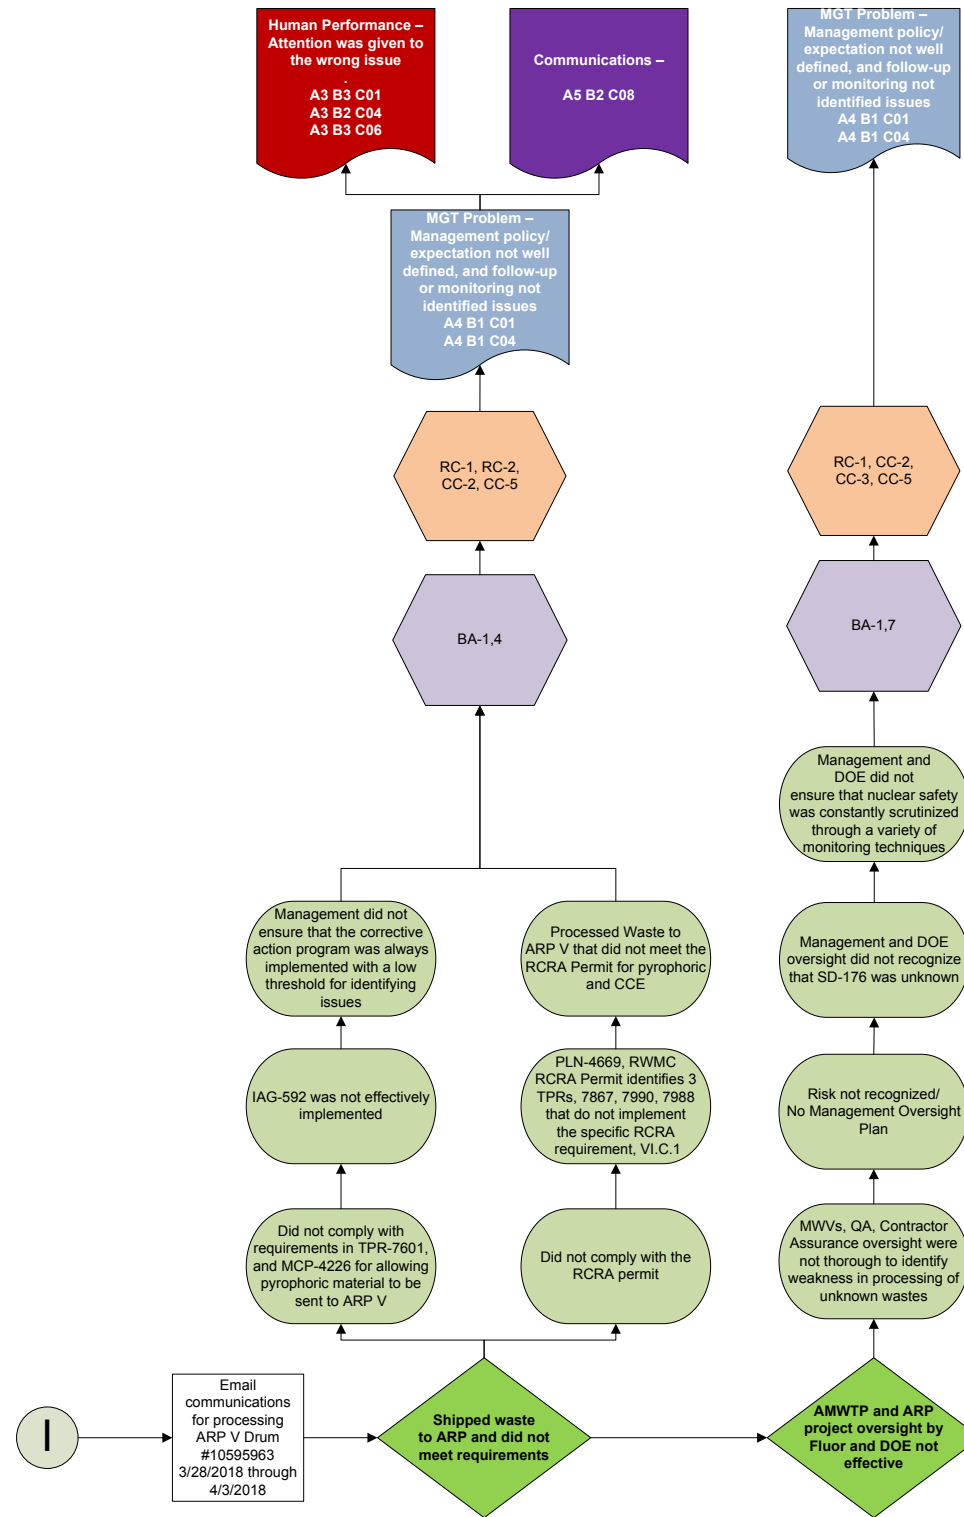 Human Performance –
Attention was given to
the wrong issue
.
A3 B3 C01
A3 B2 C04
A3 B3 C06
Communications –
A5 B2 C08
MGT Problem –
Management policy/
expectation not well
defined, and follow-up
or monitoring not
identified issues
A4 B1 C01
A4 B1 C04
MGT Problem –
Management policy/
expectation not well
defined, and follow-up
or monitoring not
identified issues
A4 B1 C01
A4 B1 C04
RC-1, RC-2,
CC-2, CC-5
RC-1, CC-2,
CC-3, CC-5
BA-1,4
BA-1,7
Management and
DOE did not
ensure that nuclear safety
was constantly scrutinized
through a variety of
monitoring techniques
Management did not
ensure that the corrective
action program was always
implemented with a low
threshold for identifying
issues
Processed Waste to
ARP V that did not meet the
RCRA Permit for pyrophoric
and CCE
Management and DOE
oversight did not recognize
that SD-176 was unknown
IAG-592 was not effectively
implemented
PLN-4669, RWMC
RCRA Permit identifies 3
TPRs, 7867, 7990, 7988
that do not implement
the specific RCRA
requirement, VI.C.1
Risk not recognized/
No Management Oversight
Plan
Did not comply with
requirements in TPR-7601,
and MCP-4226 for allowing
pyrophoric material to be
sent to ARP V
Did not comply with the
RCRA permit
MWVs, QA, Contractor
Assurance oversight were
not thorough to identify
weakness in processing of
unknown wastes
I
Email
communications
for processing
ARP V Drum
#10595963
3/28/2018 through
4/3/2018
Shipped waste
to ARP and did not
meet requirements
AMWTP and ARP
project oversight by
Fluor and DOE not
effective